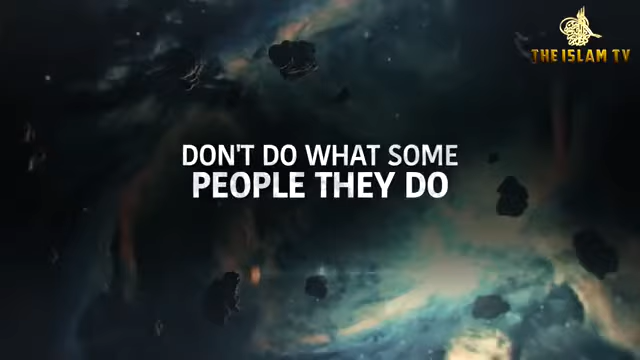 THE ISLAM TV
DON'T DO WHAT SOME
PEOPLE THEY DO